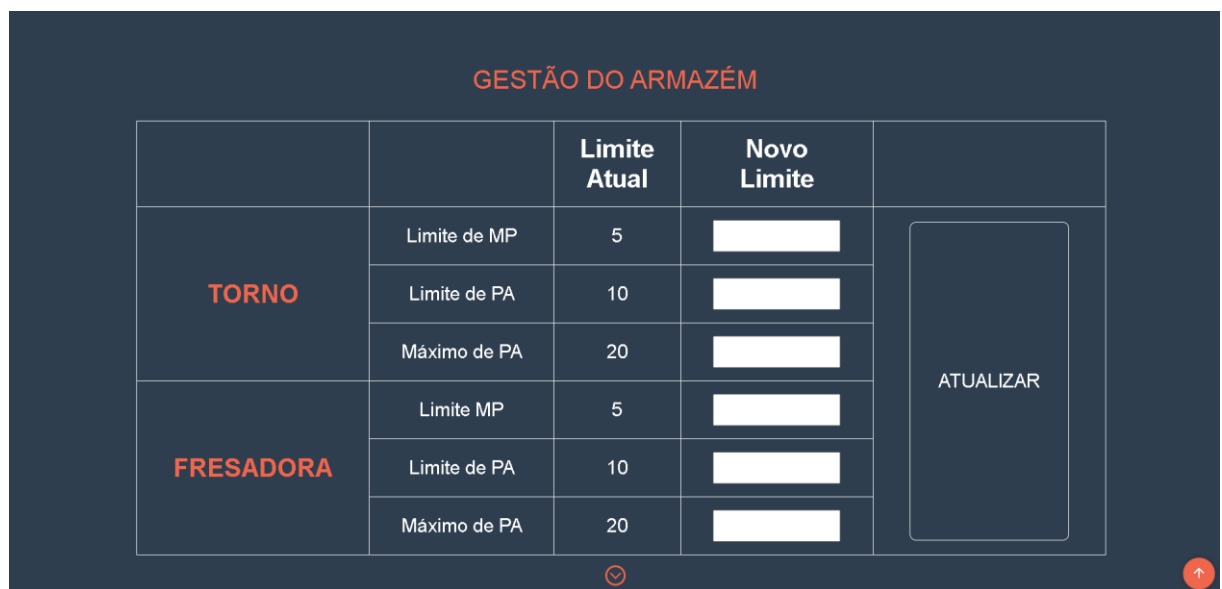 GESTÃO DO ARMAZÉM
Limite
Atual
Novo
Limite
TORNO
Limite de MP 5
Limite de PA 10
Máximo de PA 20
ATUALIZAR
FRESADORA
Limite MP 5
Limite de PA 10
Máximo de PA 20